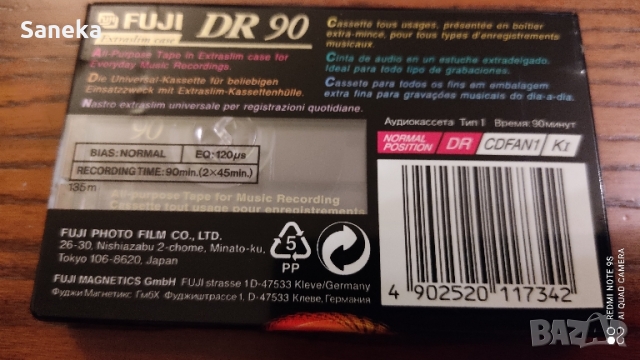 Saneka
FUJI DR 90
Extraslim case
All-Purpose Tape in Extraslim case for
everyday Music Recordings.
Die Universal-Kassette für beliebigen
Einsatzzweck mit Extraslim-Kassettenhülle.
Nastro extraslim universale per registrazioni quotidiane.
Cassette tous usages, présentée en boîtier
extra-mince, pour tous types d'enregistrements
musicaux.
Cinta de audio en un estuche extradelgado.
Ideal para todo tipo de grabaciones.
Cassete para todos os fins em embalagem
extra fina para gravações musicais do dia-a-dia.
90
BIAS: NORMAL EQ: 120µs
RECORDING TIME: 90min. (2×45min.)
135m
All-purpose Tape for Music Recording
Cassette tout usage pour enregistrements
Аудиокассета Тип I Время: 90минут
NORMAL POSITION DR CDFAN1 KI
FUJI PHOTO FILM CO., LTD.
26-30, Nishiazabu 2-chome, Minato-ku,
Tokyo 106-8620, Japan
5
PP
FUJI MAGNETICS GmbH FUJI strasse 1 D-47533 Kleve/Germany
Фуджи Магнетикс ГмбХ Фуджиштрассе 1. D-47533 Клеве, Германия
4 902520 117342
REDMI NOTE 9S
AI QUAD CAMERA
BAZAR.BG